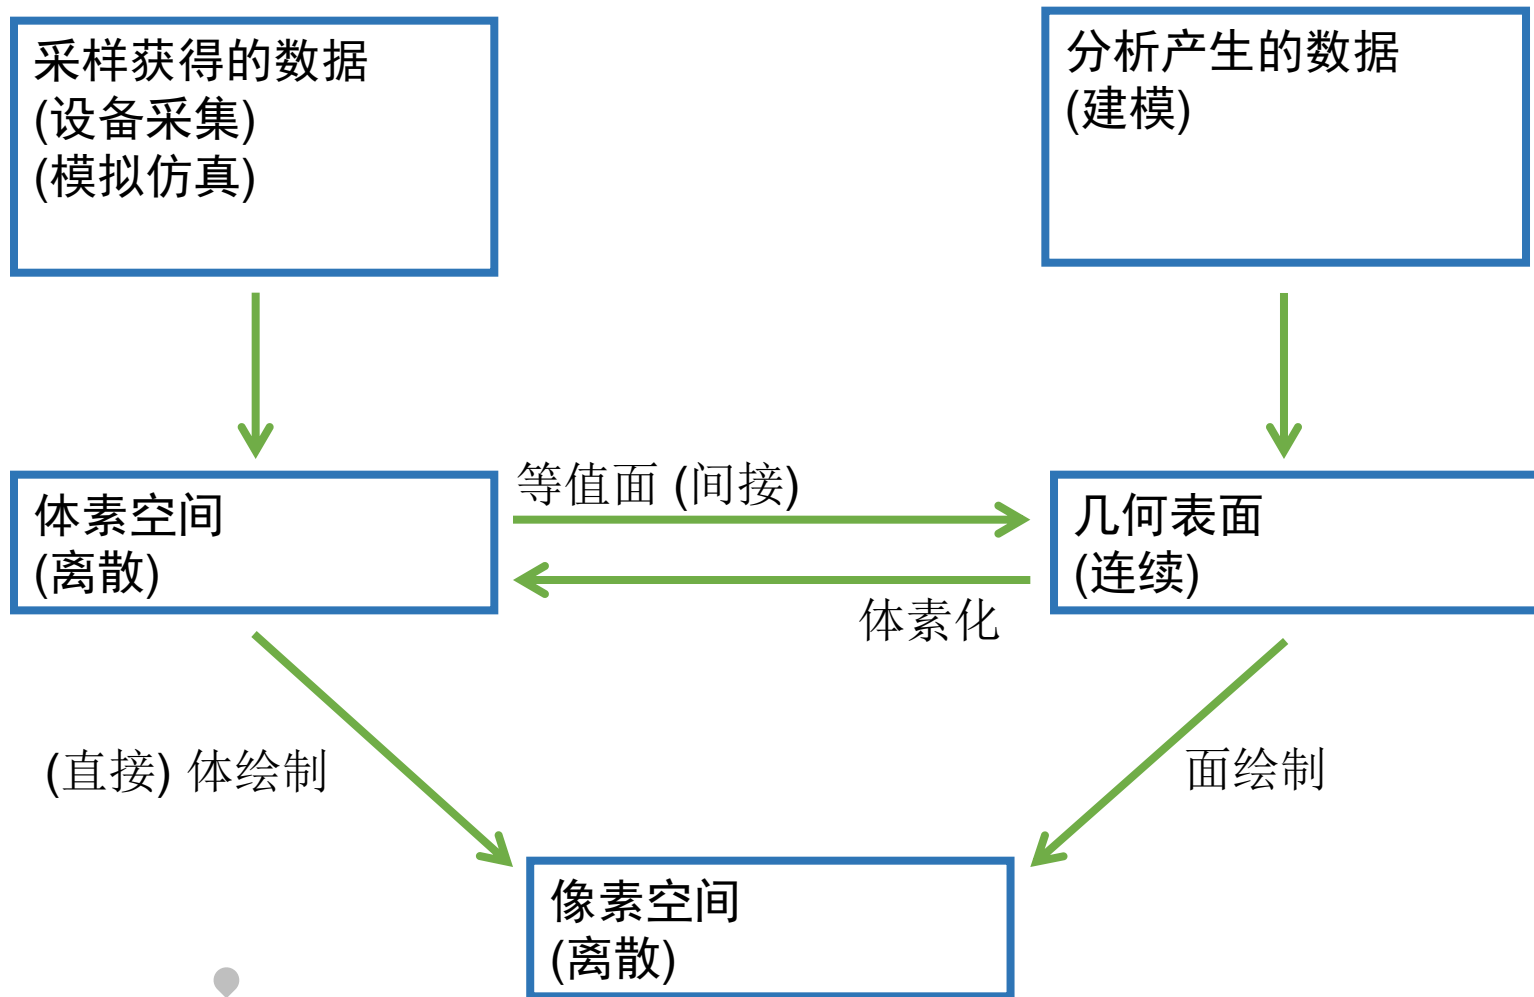 采样获得的数据
(设备采集)
(模拟仿真)
分析产生的数据
(建模)
等值面 (间接)
体素空间
(离散)
几何表面
(连续)
体素化
(直接) 体绘制
面绘制
像素空间
(离散)